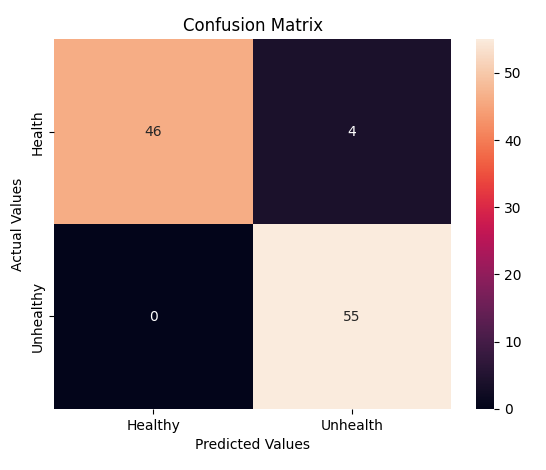 Confusion Matrix
Actual Values
Health
46
4
Unhealthy
0
55
Healthy
Unhealth
Predicted Values
50
40
30
20
10
0